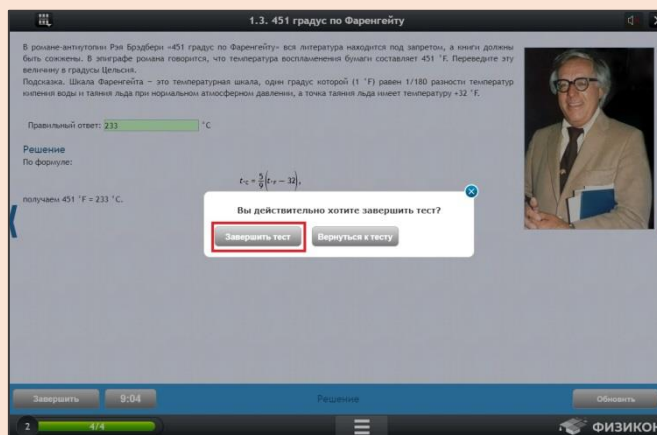 1.3. 451 градус по Фаренгейту
В романе-антиутопии Рэя Брэдбери «451 градус по Фаренгейту» вся литература находится под запретом, а книги должны
быть сожжены. В эпиграфе романа говорится, что температура воспламенения бумаги составляет 451 °F. Переведите эту
величину в градусы Цельсия.
Подсказка. Шкала Фаренгейта – это температурная шкала, один градус которой (1 °F) равен 1/180 разности температур
кипения воды и таяния льда при нормальном атмосферном давлении, а точка таяния льда имеет температуру +32 °F.
Правильный ответ: 233 °C
Решение
По формуле:
t°C = 5/9 (t°F − 32),
получаем 451 °F = 233 °C.
Вы действительно хотите завершить тест?
Завершить тест Вернуться к тесту
Завершить 9:04 Решение Обновить
2 4/4 ФИЗИКОН